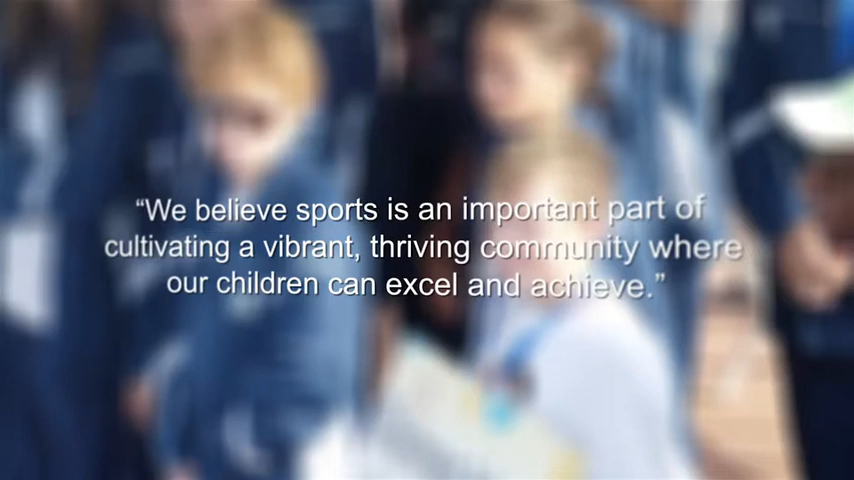 “We believe sports is an important part of
cultivating a vibrant, thriving community where
our children can excel and achieve.”